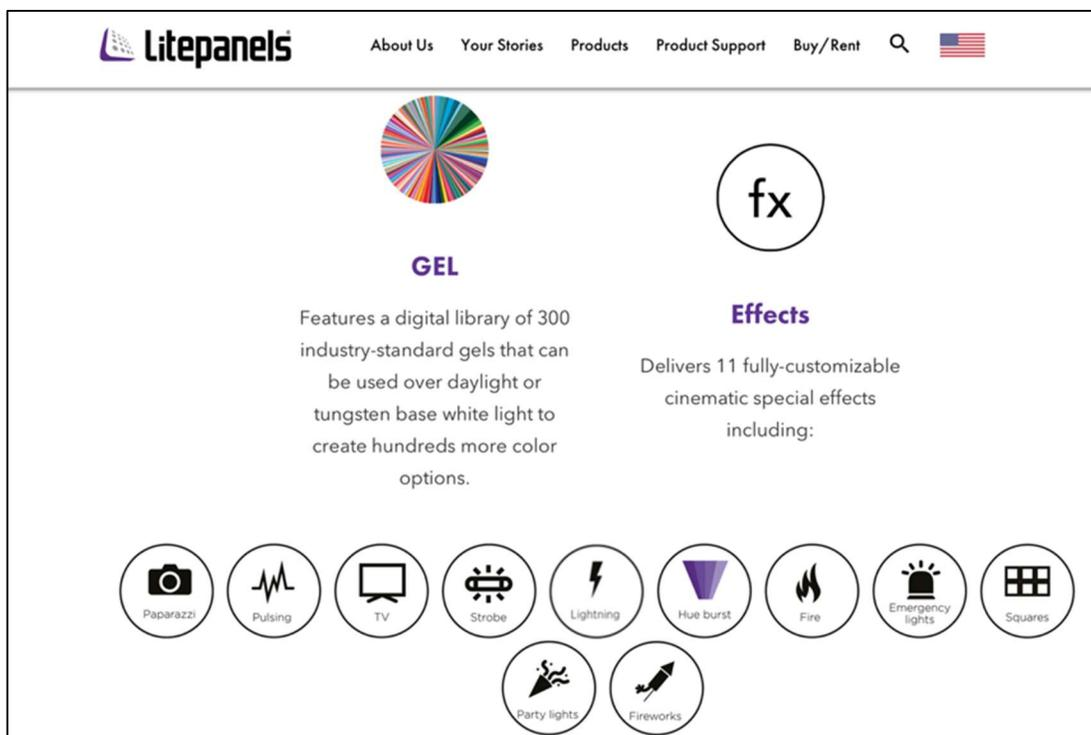 Litepanels
About Us Your Stories Products Product Support Buy/Rent
GEL
Features a digital library of 300
industry-standard gels that can
be used over daylight or
tungsten base white light to
create hundreds more color
options.
fx
Effects
Delivers 11 fully-customizable
cinematic special effects
including:
Paparazzi
Pulsing
TV
Strobe
Lightning
Hue burst
Fire
Emergency
lights
Squares
Party lights
Fireworks